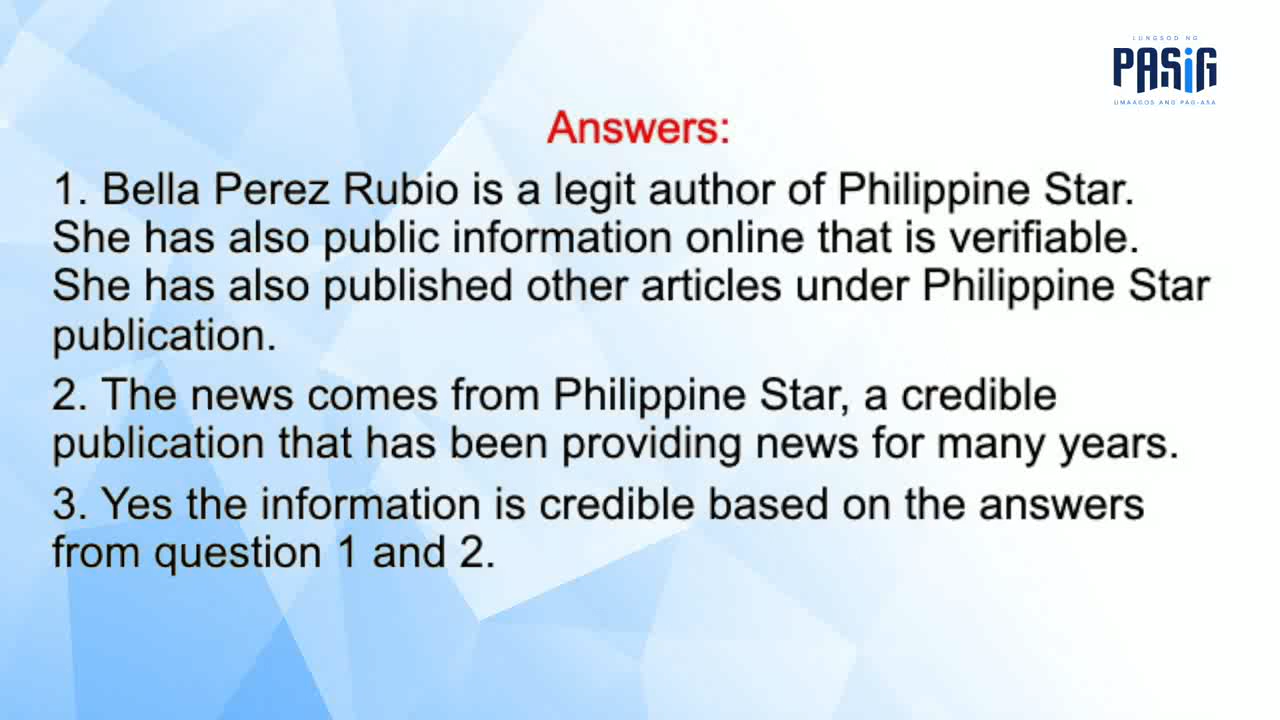 LUNGSOD NG
PASiG
UMAAGOS ANG PAG-ASA
Answers:
1. Bella Perez Rubio is a legit author of Philippine Star.
She has also public information online that is verifiable.
She has also published other articles under Philippine Star
publication.
2. The news comes from Philippine Star, a credible
publication that has been providing news for many years.
3. Yes the information is credible based on the answers
from question 1 and 2.